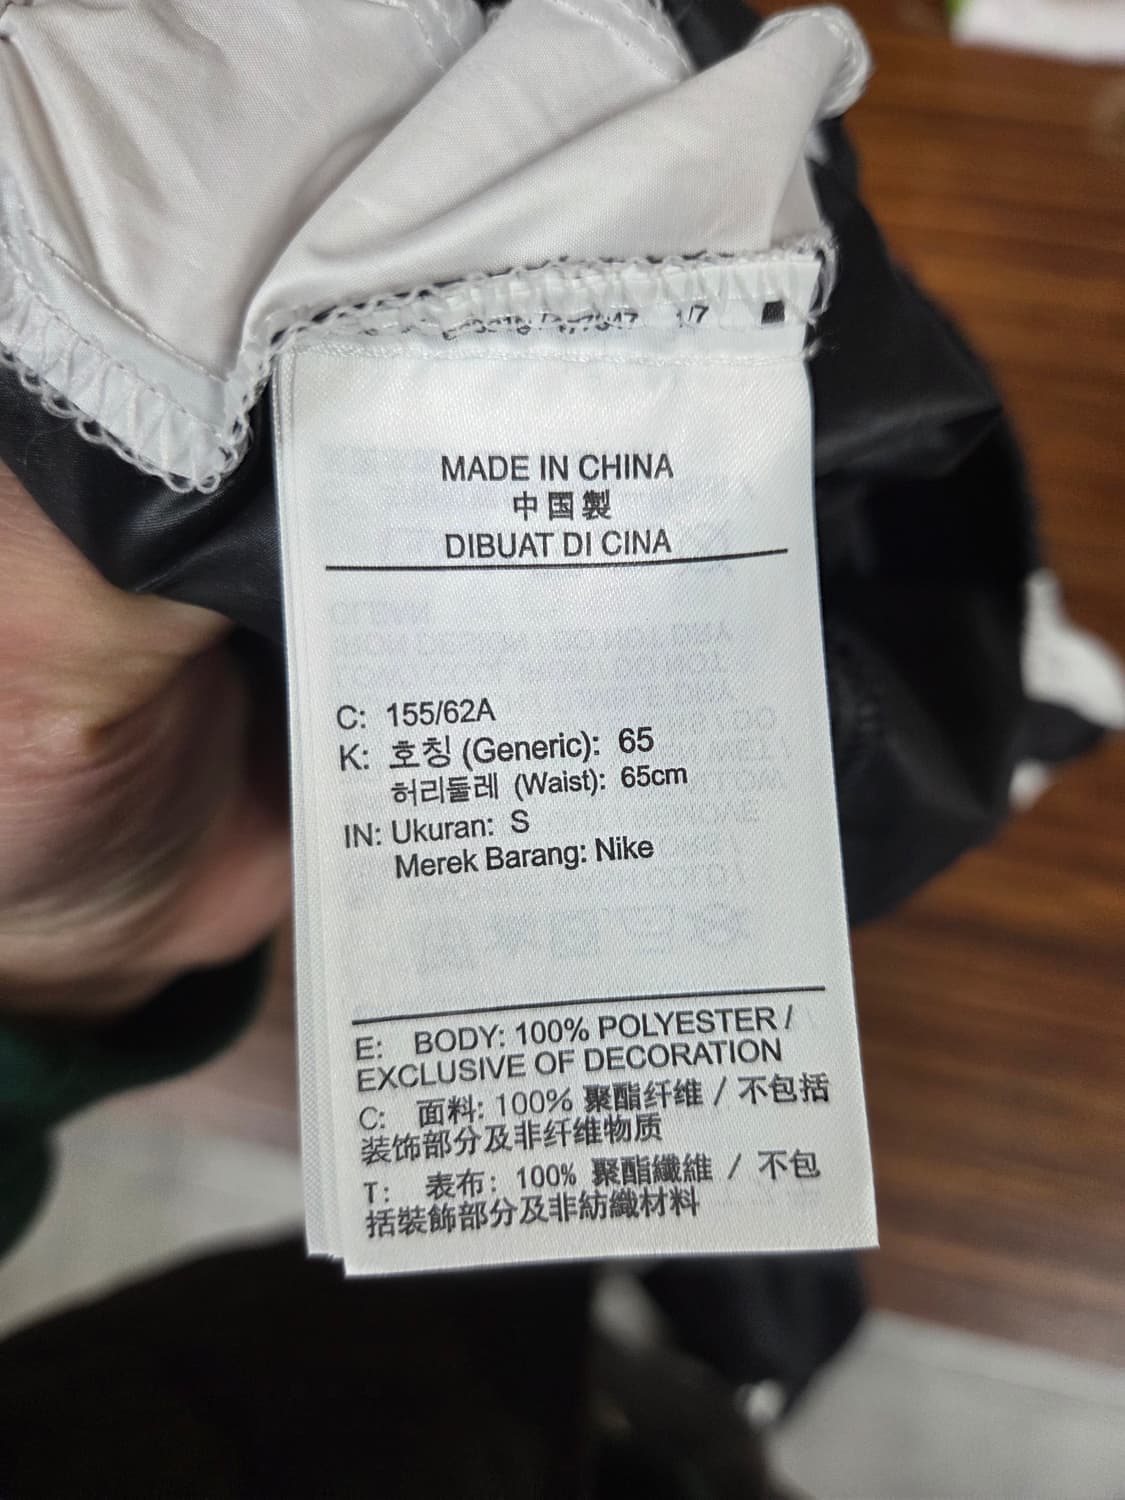 1/7
MADE IN CHINA
中国製
DIBUAT DI CINA
C: 155/62A
K: 호칭 (Generic): 65
허리둘레 (Waist): 65cm
IN: Ukuran: S
Merek Barang: Nike
E: BODY: 100% POLYESTER /
EXCLUSIVE OF DECORATION
C: 面料: 100% 聚酯纤维 / 不包括
装饰部分及非纤维物质
T: 表布: 100% 聚酯纖維 / 不包
括裝飾部分及非紡織材料